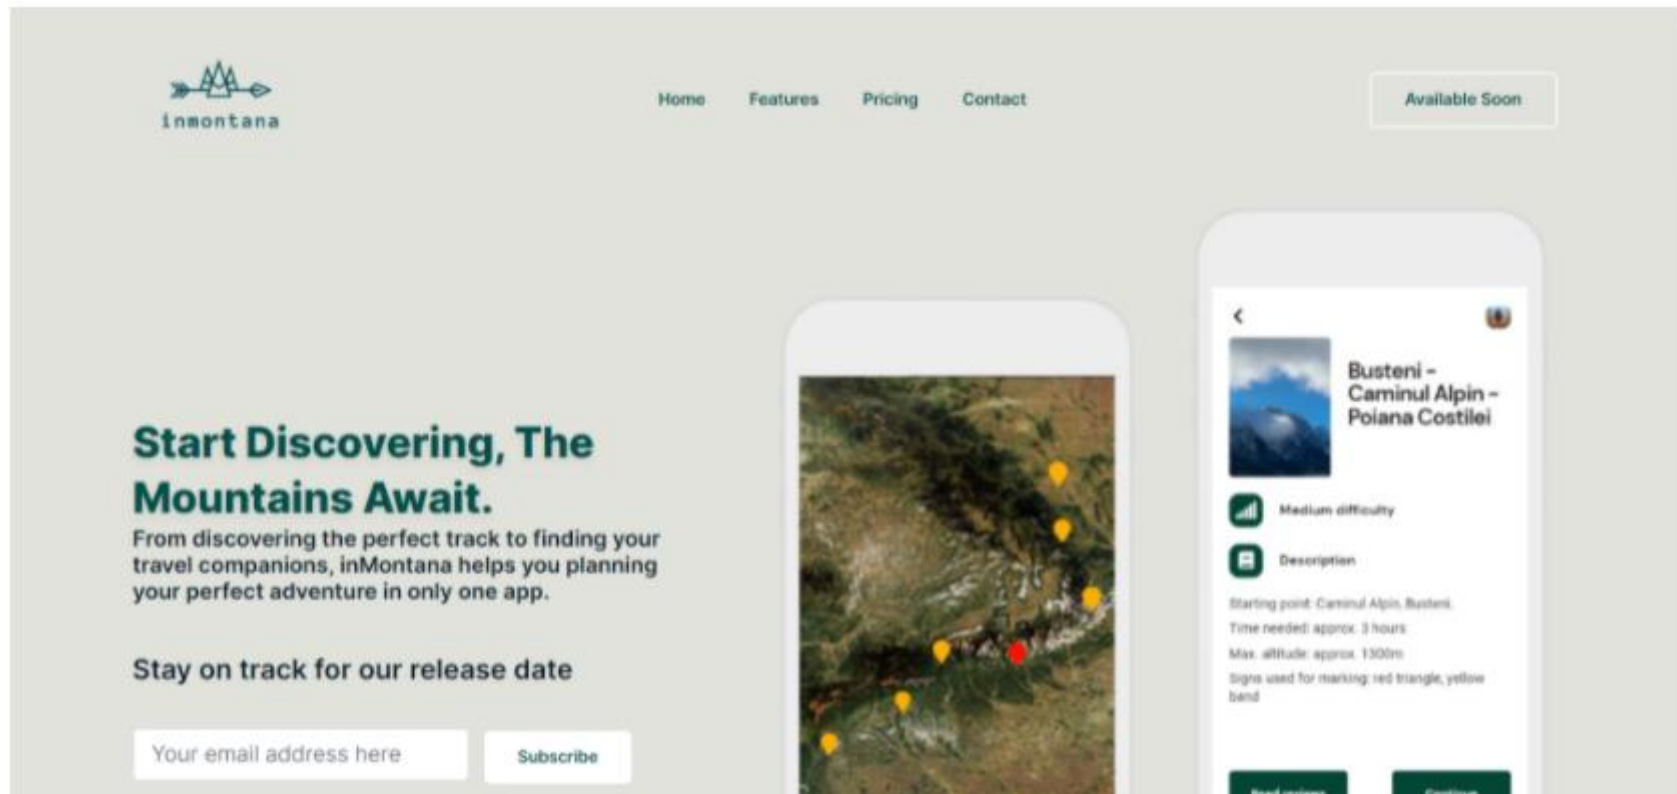 inmontana
Home Features Pricing Contact
Available Soon
Start Discovering, The
Mountains Await.
From discovering the perfect track to finding your
travel companions, inMontana helps you planning
your perfect adventure in only one app.
Stay on track for our release date
Your email address here
Subscribe
Busteni -
Caminul Alpin -
Poiana Costilei
Medium difficulty
Description
Starting point: Caminul Alpin, Busteni.
Time needed: approx. 3 hours
Max. altitude: approx. 1300m
Signs used for marking: red triangle, yellow
band
Read reviews
Continue